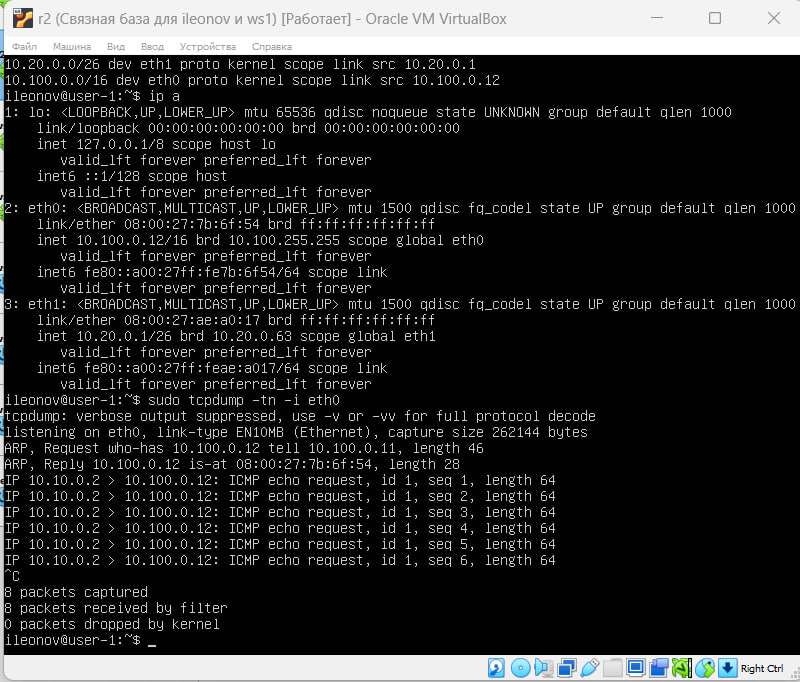 r2 (Связная база для ileonov и ws1) [Работает] - Oracle VM VirtualBox
Файл Машина Вид Ввод Устройства Справка
10.20.0.0/26 dev eth1 proto kernel scope link src 10.20.0.1
10.100.0.0/16 dev eth0 proto kernel scope link src 10.100.0.12
ileonov@user-1:~$ ip a
1: lo: <LOOPBACK,UP,LOWER_UP> mtu 65536 qdisc noqueue state UNKNOWN group default qlen 1000
    link/loopback 00:00:00:00:00:00 brd 00:00:00:00:00:00
    inet 127.0.0.1/8 scope host lo
       valid_lft forever preferred_lft forever
    inet6 ::1/128 scope host
       valid_lft forever preferred_lft forever
2: eth0: <BROADCAST,MULTICAST,UP,LOWER_UP> mtu 1500 qdisc fq_codel state UP group default qlen 1000
    link/ether 08:00:27:7b:6f:54 brd ff:ff:ff:ff:ff:ff
    inet 10.100.0.12/16 brd 10.100.255.255 scope global eth0
       valid_lft forever preferred_lft forever
    inet6 fe80::a00:27ff:fe7b:6f54/64 scope link
       valid_lft forever preferred_lft forever
3: eth1: <BROADCAST,MULTICAST,UP,LOWER_UP> mtu 1500 qdisc fq_codel state UP group default qlen 1000
    link/ether 08:00:27:ae:a0:17 brd ff:ff:ff:ff:ff:ff
    inet 10.20.0.1/26 brd 10.20.0.63 scope global eth1
       valid_lft forever preferred_lft forever
    inet6 fe80::a00:27ff:feae:a017/64 scope link
       valid_lft forever preferred_lft forever
ileonov@user-1:~$ sudo tcpdump -tn -i eth0
tcpdump: verbose output suppressed, use -v or -vv for full protocol decode
listening on eth0, link-type EN10MB (Ethernet), capture size 262144 bytes
ARP, Request who-has 10.100.0.12 tell 10.100.0.11, length 46
ARP, Reply 10.100.0.12 is-at 08:00:27:7b:6f:54, length 28
IP 10.10.0.2 > 10.100.0.12: ICMP echo request, id 1, seq 1, length 64
IP 10.10.0.2 > 10.100.0.12: ICMP echo request, id 1, seq 2, length 64
IP 10.10.0.2 > 10.100.0.12: ICMP echo request, id 1, seq 3, length 64
IP 10.10.0.2 > 10.100.0.12: ICMP echo request, id 1, seq 4, length 64
IP 10.10.0.2 > 10.100.0.12: ICMP echo request, id 1, seq 5, length 64
IP 10.10.0.2 > 10.100.0.12: ICMP echo request, id 1, seq 6, length 64
^C
8 packets captured
8 packets received by filter
0 packets dropped by kernel
ileonov@user-1:~$ _
Right Ctrl